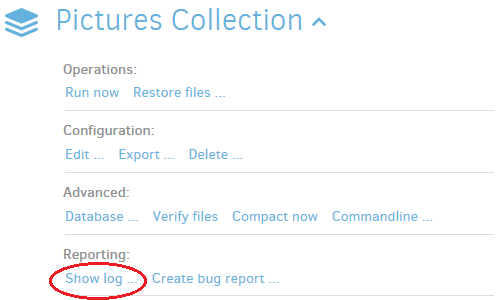 Pictures Collection
Operations:
Run now Restore files ...
Configuration:
Edit ... Export ... Delete ...
Advanced:
Database ... Verify files Compact now Commandline ...
Reporting:
Show log ... Create bug report ...